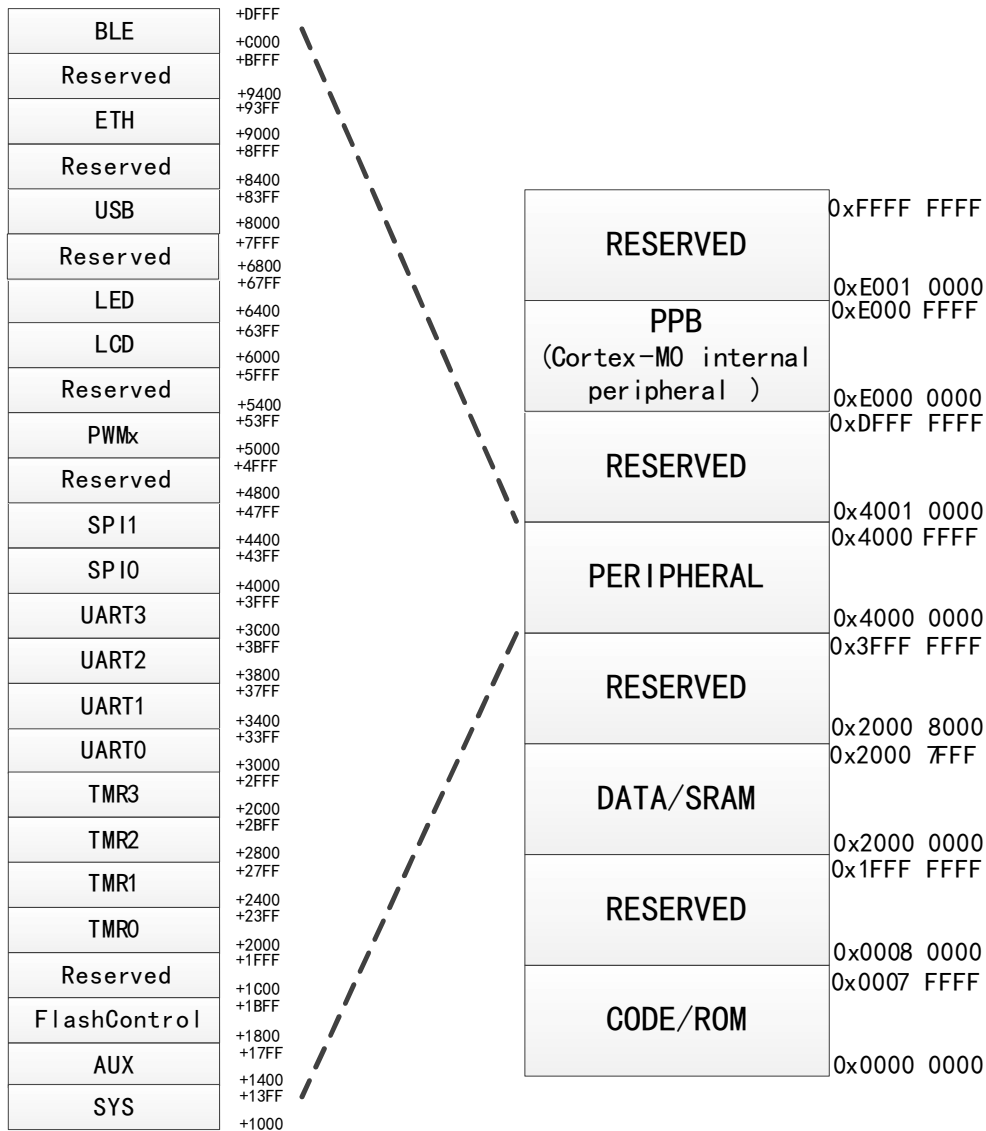 BLE
+DFFF
+C000
Reserved
+BFFF
+9400
ETH
+93FF
+9000
Reserved
+8FFF
+8400
USB
+83FF
+8000
Reserved
+7FFF
+6800
LED
+67FF
+6400
LCD
+63FF
+6000
Reserved
+5FFF
+5400
PWMx
+53FF
+5000
Reserved
+4FFF
+4800
SPI1
+47FF
+4400
SPI0
+43FF
+4000
UART3
+3FFF
+3C00
UART2
+3BFF
+3800
UART1
+37FF
+3400
UART0
+33FF
+3000
TMR3
+2FFF
+2C00
TMR2
+2BFF
+2800
TMR1
+27FF
+2400
TMR0
+23FF
+2000
Reserved
+1FFF
+1C00
FlashControl
+1BFF
+1800
AUX
+17FF
+1400
SYS
+13FF
+1000
RESERVED
0xFFFF FFFF
0xE001 0000
PPB
(Cortex-M0 internal
peripheral )
0xE000 FFFF
0xE000 0000
RESERVED
0xDFFF FFFF
0x4001 0000
PERIPHERAL
0x4000 FFFF
0x4000 0000
RESERVED
0x3FFF FFFF
0x2000 8000
DATA/SRAM
0x2000 7FFF
0x2000 0000
RESERVED
0x1FFF FFFF
0x0008 0000
CODE/ROM
0x0007 FFFF
0x0000 0000